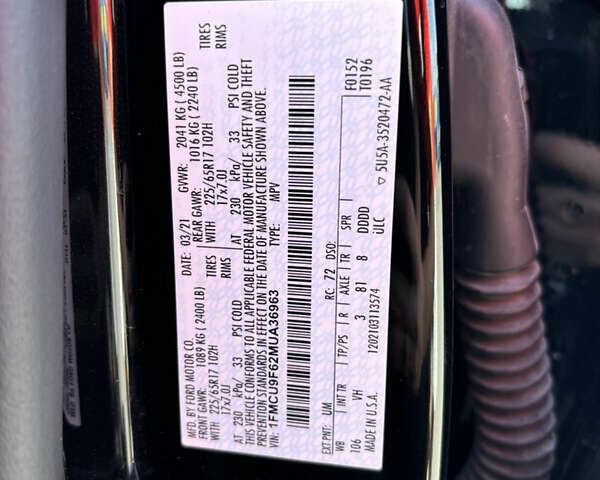 MFD. BY FORD MOTOR CO.
DATE: 03/21 GVWR: 2041 KG ( 4500 LB)
FRONT GAWR: 1089 KG (2400 LB) REAR GAWR: 1016 KG ( 2240 LB)
WITH 225/65R17 102H TIRES WITH 225/65R17 102H TIRES
17x7.0J RIMS 17x7.0J RIMS
AT 230 kPa/ 33 PSI COLD AT 230 kPa/ 33 PSI COLD
THIS VEHICLE CONFORMS TO ALL APPLICABLE FEDERAL MOTOR VEHICLE SAFETY AND THEFT
PREVENTION STANDARDS IN EFFECT ON THE DATE OF MANUFACTURE SHOWN ABOVE.
VIN: 1FMCU9F62MUA36963 TYPE: MPV
F0152
T0196
EXT.PNT: UM RC: 72 DSO:
WB INT TR TP/PS R AXLE TR SPR
106 VH 3 81 8 DDDD
MADE IN U.S.A. 1202103113574 ULC
▽ 5U5A-3520472-AA